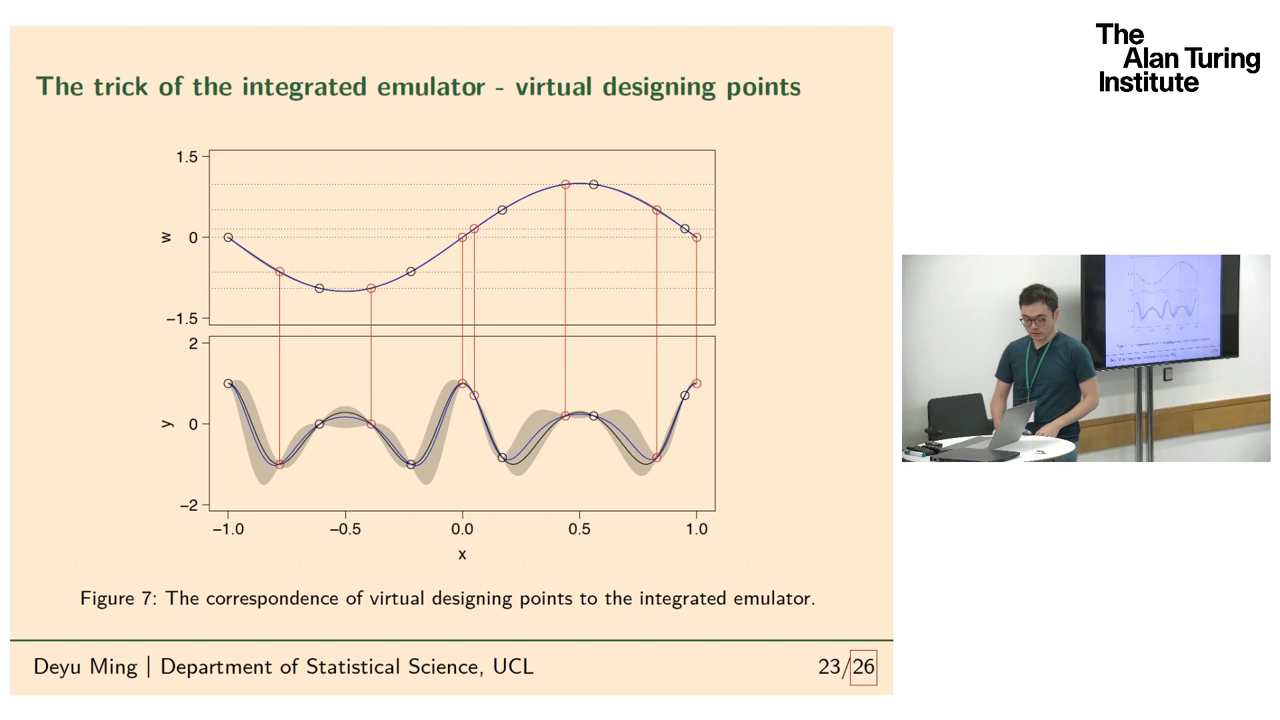 The
Alan Turing
Institute
The trick of the integrated emulator - virtual designing points
1.5
w
0
−1.5
2
y
0
−2
−1.0 −0.5 0.0 0.5 1.0
x
Figure 7: The correspondence of virtual designing points to the integrated emulator.
Deyu Ming | Department of Statistical Science, UCL 23/26